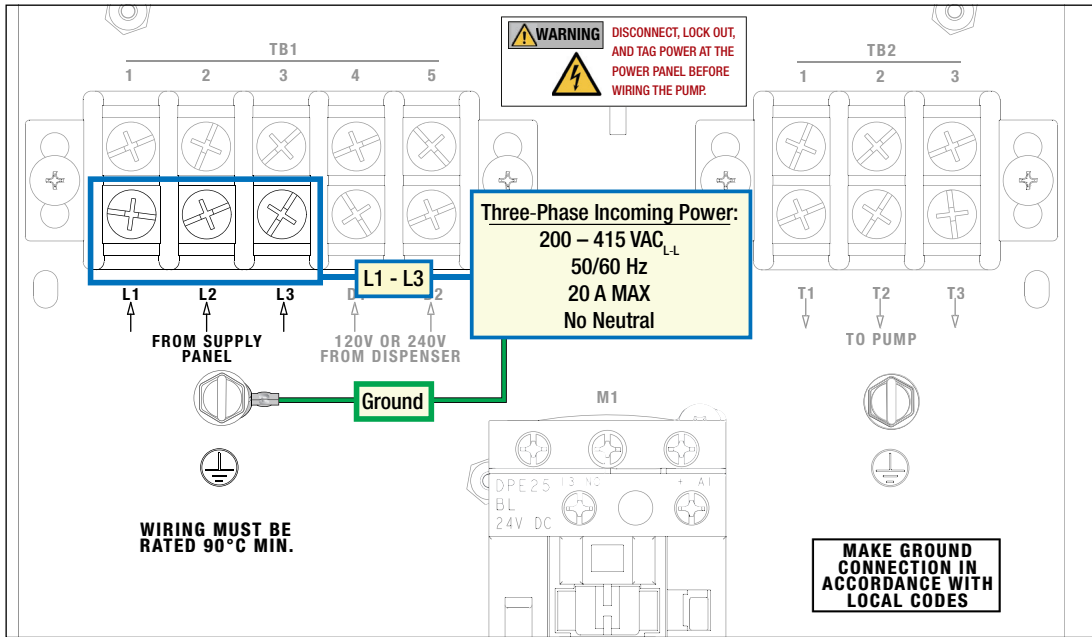 WARNING
DISCONNECT, LOCK OUT,
AND TAG POWER AT THE
POWER PANEL BEFORE
WIRING THE PUMP.
TB1
1 2 3 4 5
TB2
1 2 3
Three-Phase Incoming Power:
200 – 415 VAC L-L
50/60 Hz
20 A MAX
No Neutral
L1 - L3
L1 L2 L3
FROM SUPPLY
PANEL
120V OR 240V
FROM DISPENSER
T1 T2 T3
TO PUMP
Ground
M1
DPE25 13 NO + A1
BL
24V DC
WIRING MUST BE
RATED 90°C MIN.
MAKE GROUND
CONNECTION IN
ACCORDANCE WITH
LOCAL CODES